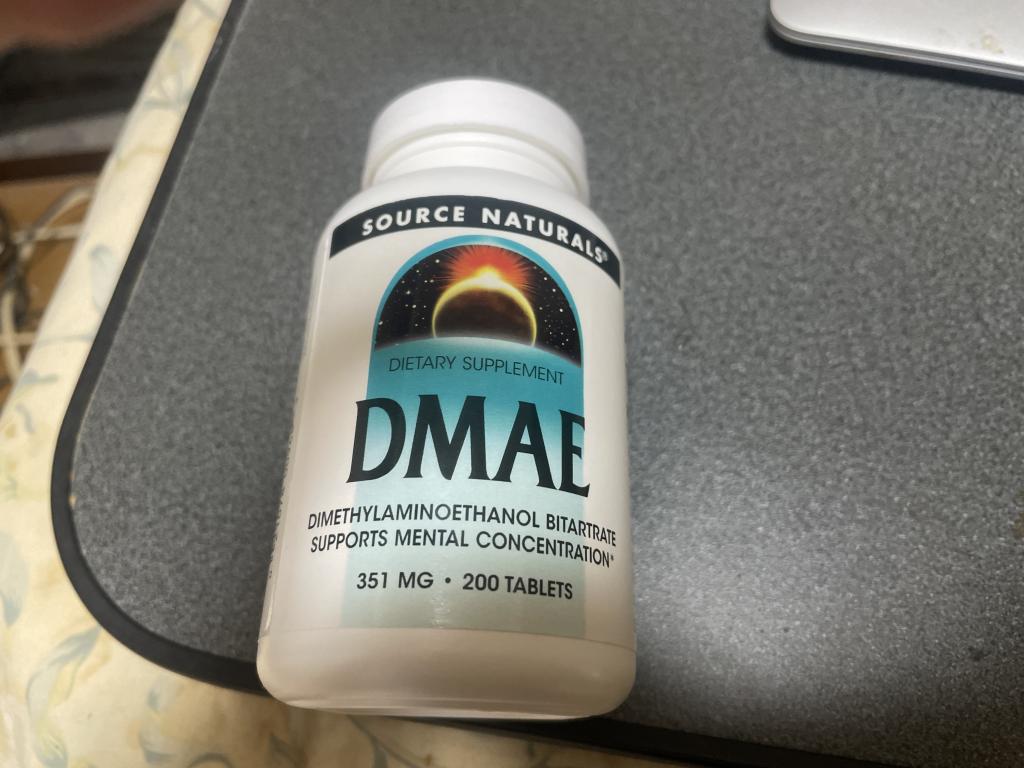 SOURCE NATURALS®
DIETARY SUPPLEMENT
DMAE
DIMETHYLAMINOETHANOL BITARTRATE
SUPPORTS MENTAL CONCENTRATION*
351 MG • 200 TABLETS